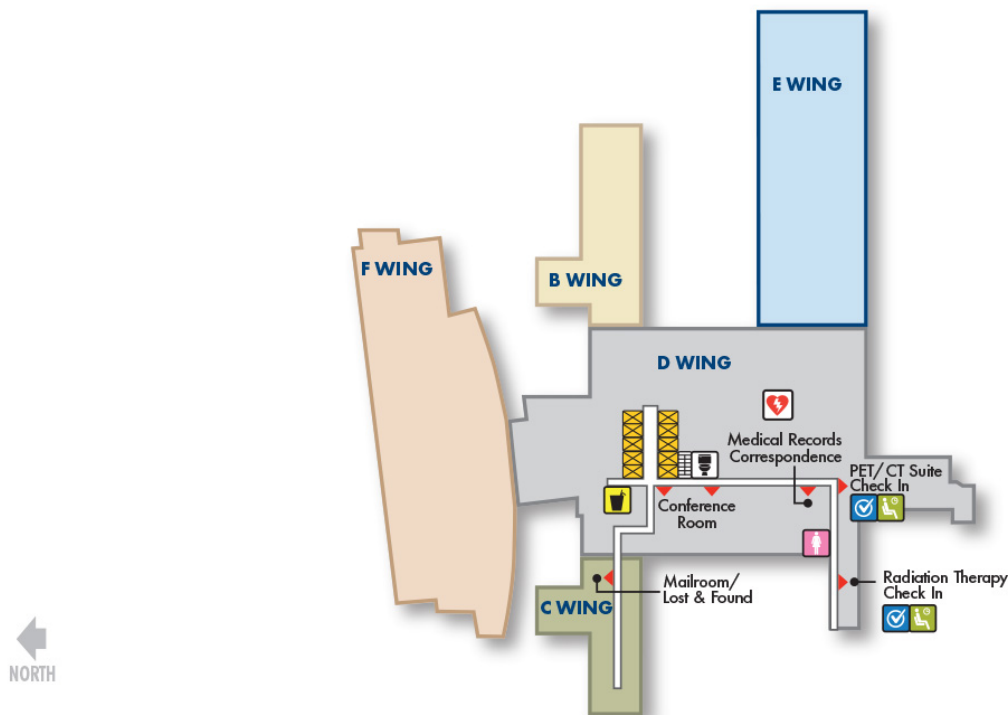 E WING
F WING
B WING
D WING
Medical Records
Correspondence
PET/CT Suite
Check In
Conference
Room
Mailroom/
Lost & Found
C WING
Radiation Therapy
Check In
NORTH